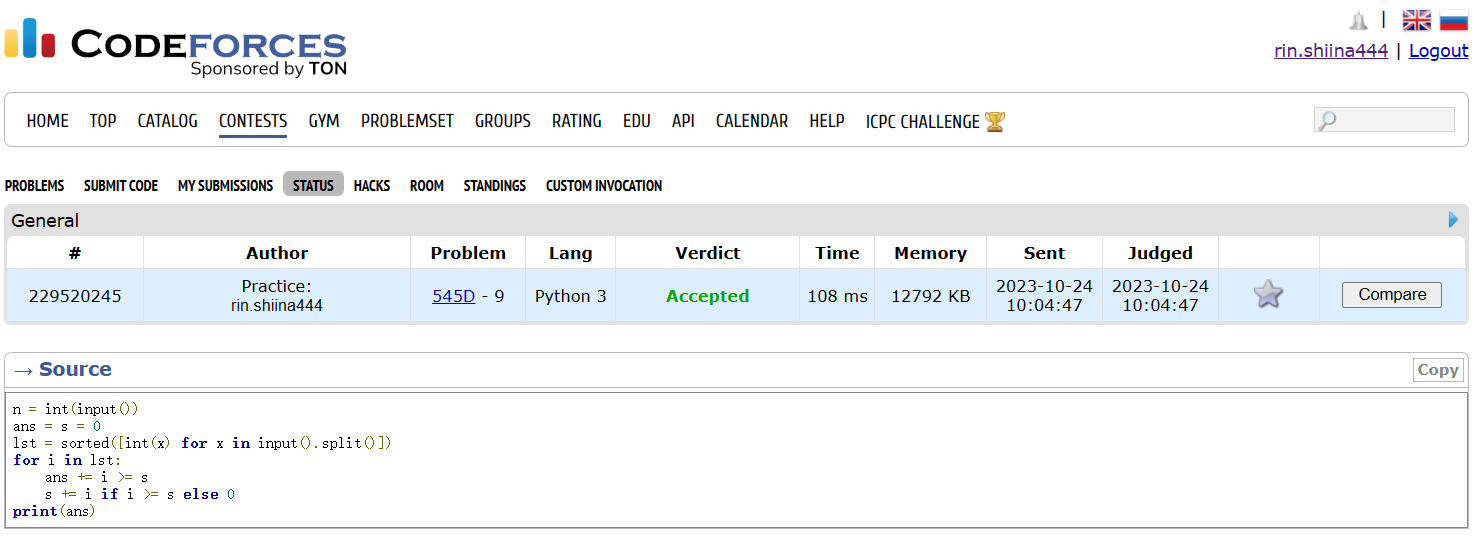 CODEFORCES
Sponsored by TON
|
rin.shiina444 | Logout
HOME TOP CATALOG CONTESTS GYM PROBLEMSET GROUPS RATING EDU API CALENDAR HELP ICPC CHALLENGE
PROBLEMS SUBMIT CODE MY SUBMISSIONS STATUS HACKS ROOM STANDINGS CUSTOM INVOCATION
General
# Author Problem Lang Verdict Time Memory Sent Judged
229520245 Practice: rin.shiina444 545D - 9 Python 3 Accepted 108 ms 12792 KB 2023-10-24 10:04:47 2023-10-24 10:04:47 Compare
→ Source Copy
n = int(input())
ans = s = 0
lst = sorted([int(x) for x in input().split()])
for i in lst:
    ans += i >= s
    s += i if i >= s else 0
print(ans)